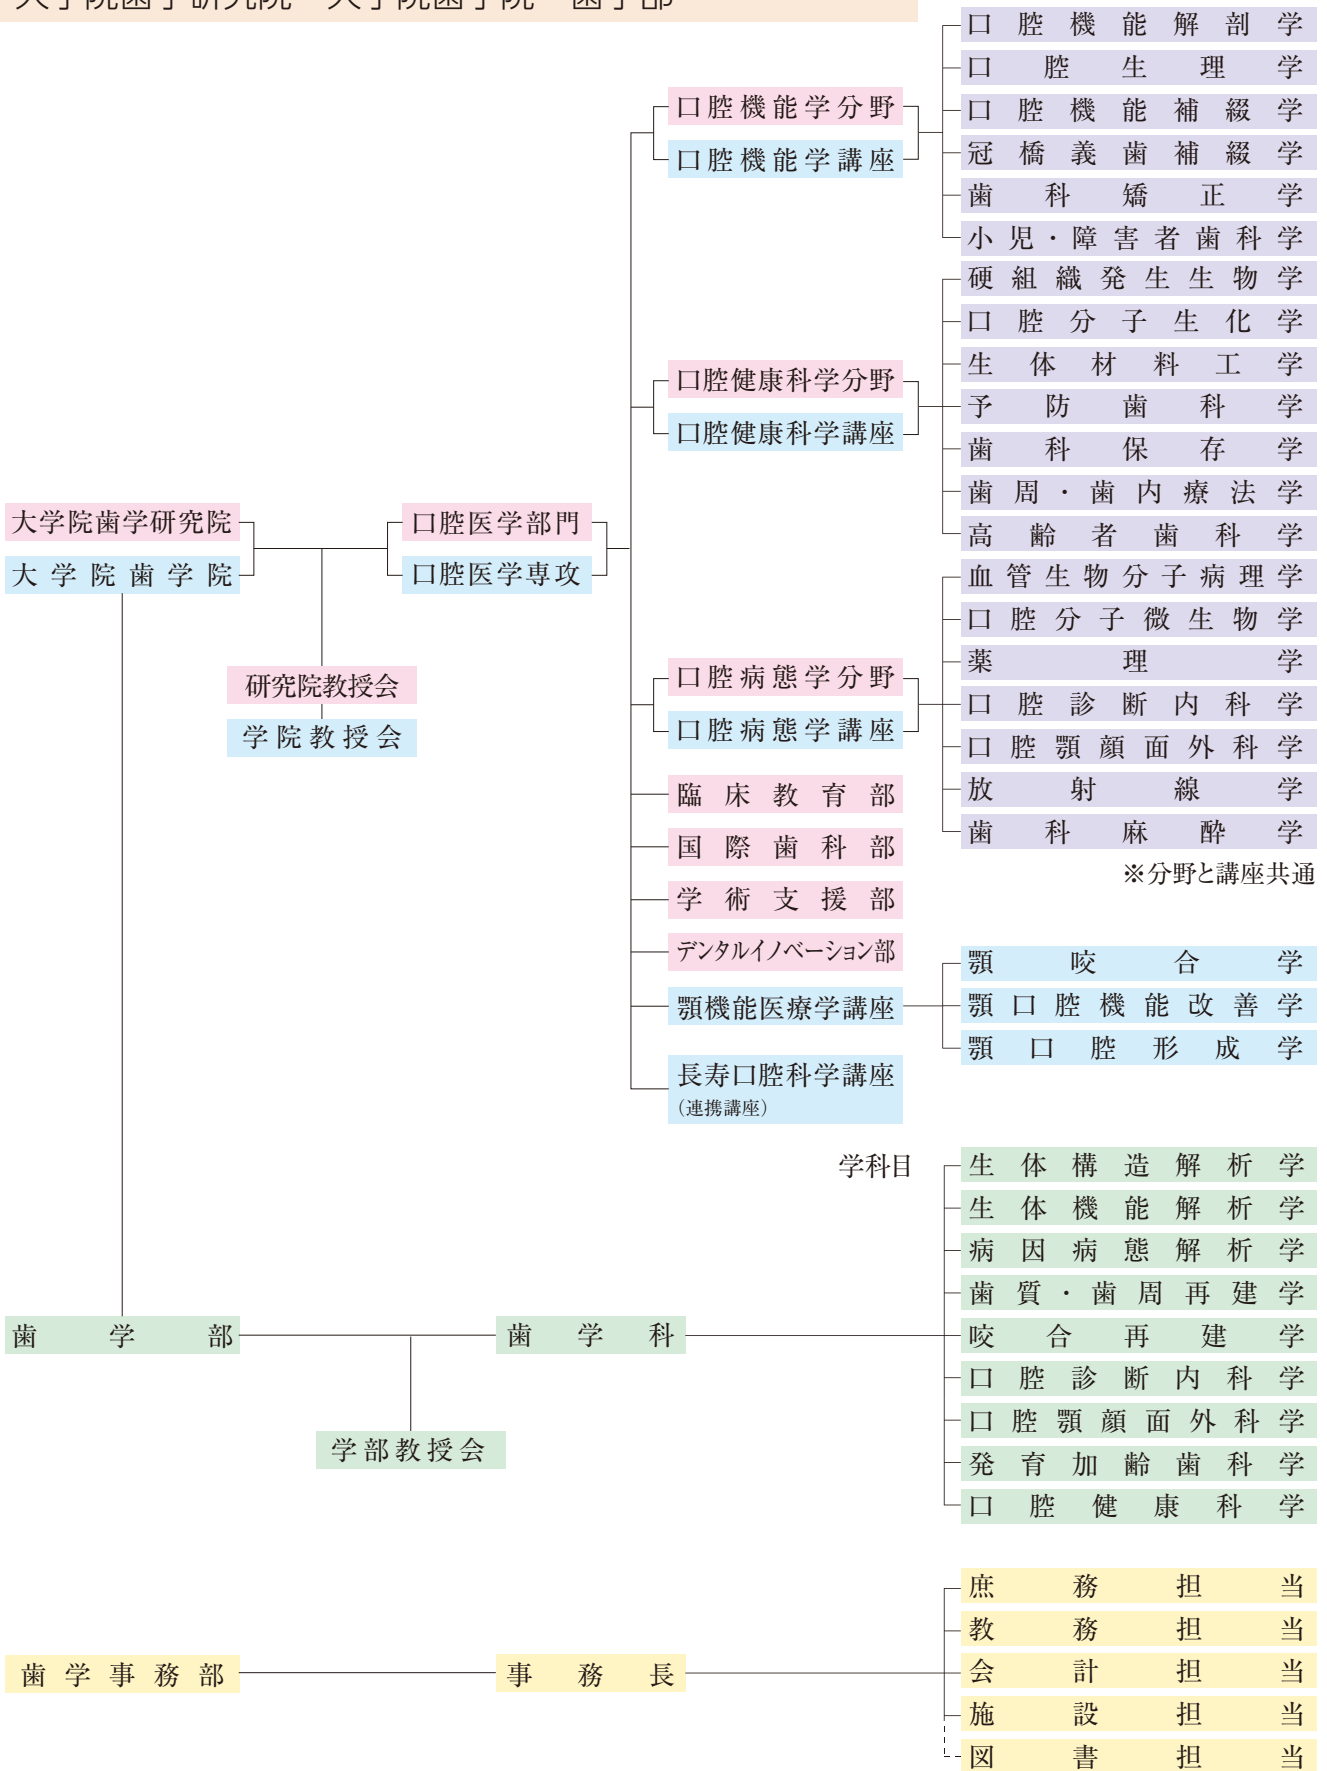 大学院歯学研究院・大学院歯学院・歯学部
大学院歯学研究院
大学院歯学院
研究院教授会
学院教授会
口腔医学部門
口腔医学専攻
口腔機能学分野
口腔機能学講座
口腔機能解剖学
口腔生理学
口腔機能補綴学
冠橋義歯補綴学
歯科矯正学
小児・障害者歯科学
口腔健康科学分野
口腔健康科学講座
硬組織発生生物学
口腔分子生化学
生体材料工学
予防歯科学
歯科保存学
歯周・歯内療法学
高齢者歯科学
口腔病態学分野
口腔病態学講座
血管生物分子病理学
口腔分子微生物学
薬理学
口腔診断内科学
口腔顎顔面外科学
放射線学
歯科麻酔学
※分野と講座共通
臨床教育部
国際歯科部
学術支援部
デンタルイノベーション部
顎機能医療学講座
顎咬合学
顎口腔機能改善学
顎口腔形成学
長寿口腔科学講座
(連携講座)
歯学部
学部教授会
歯学科
学科目
生体構造解析学
生体機能解析学
病因病態解析学
歯質・歯周再建学
咬合再建学
口腔診断内科学
口腔顎顔面外科学
発育加齢歯科学
口腔健康科学
歯学事務部
事務長
庶務担当
教務担当
会計担当
施設担当
図書担当